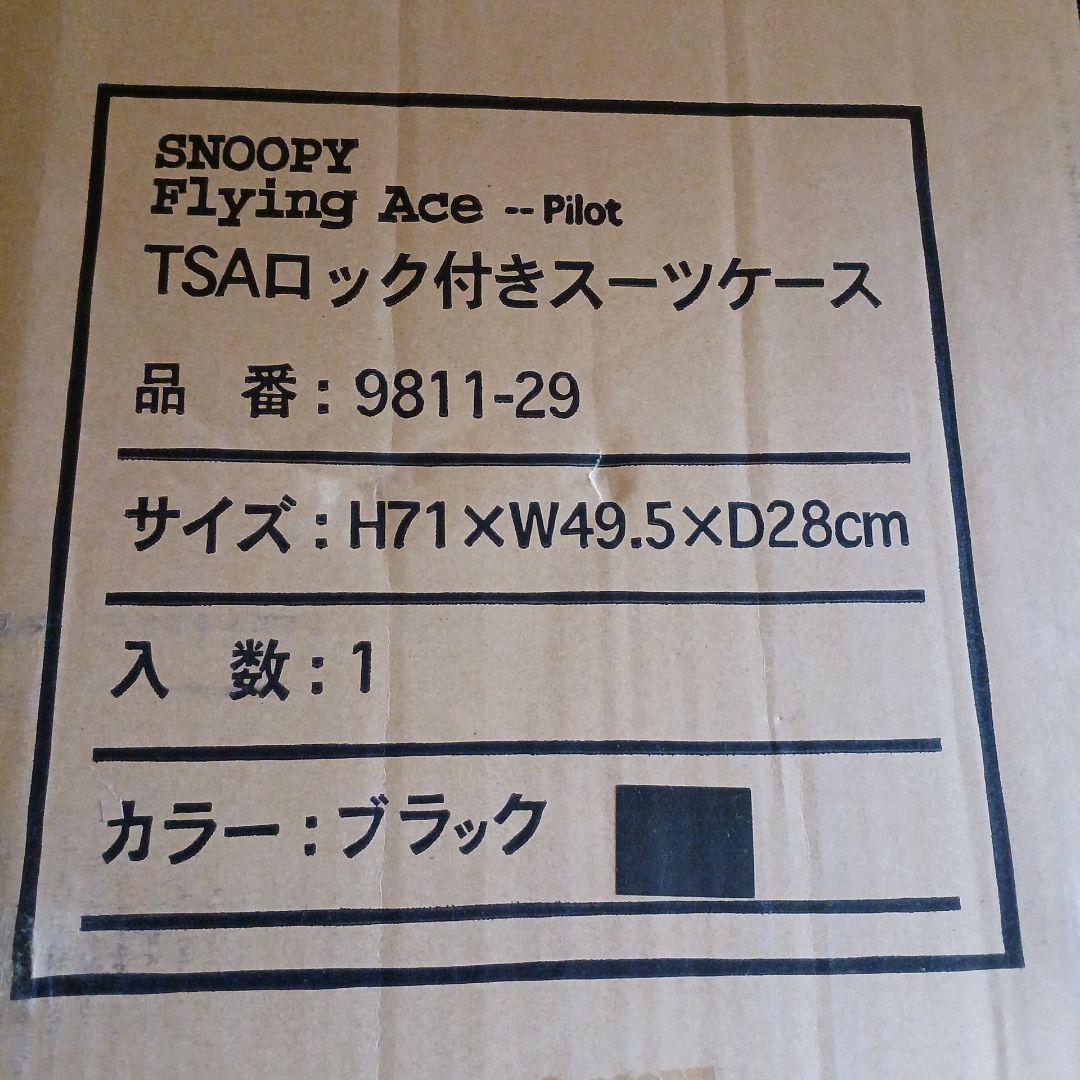 SNOOPY
Flying Ace -- Pilot
TSAロック付きスーツケース
品　番：9811-29
サイズ：H71×W49.5×D28cm
入　数：1
カラー：ブラック